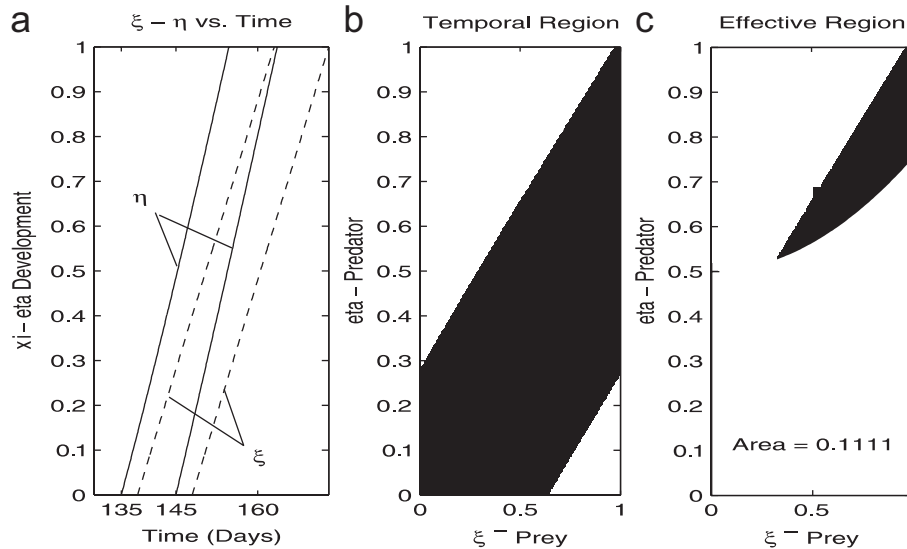 a
ξ – η vs. Time
1
0.9
0.8
0.7
0.6
0.5
0.4
0.3
0.2
0.1
0
xi – eta Development
η
ξ
135
145
160
Time (Days)
b
Temporal Region
1
0.9
0.8
0.7
0.6
0.5
0.4
0.3
0.2
0.1
0
eta – Predator
0
0.5
1
ξ – Prey
c
Effective Region
1
0.9
0.8
0.7
0.6
0.5
0.4
0.3
0.2
0.1
0
eta – Predator
Area = 0.1111
0
0.5
ξ – Prey